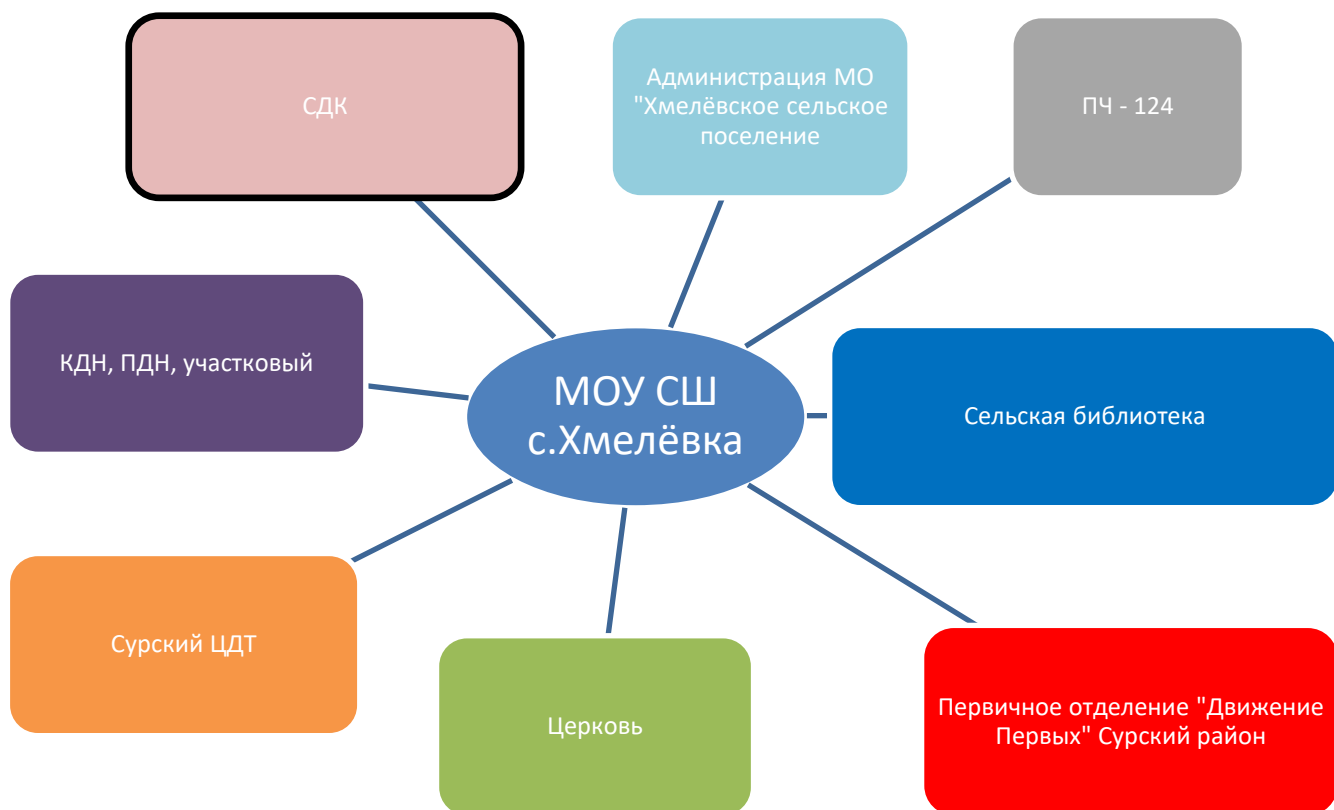 СДК
Администрация МО
"Хмелёвское сельское
поселение
ПЧ - 124
КДН, ПДН, участковый
МОУ СШ
с.Хмелёвка
Сельская библиотека
Сурский ЦДТ
Церковь
Первичное отделение "Движение
Первых" Сурский район